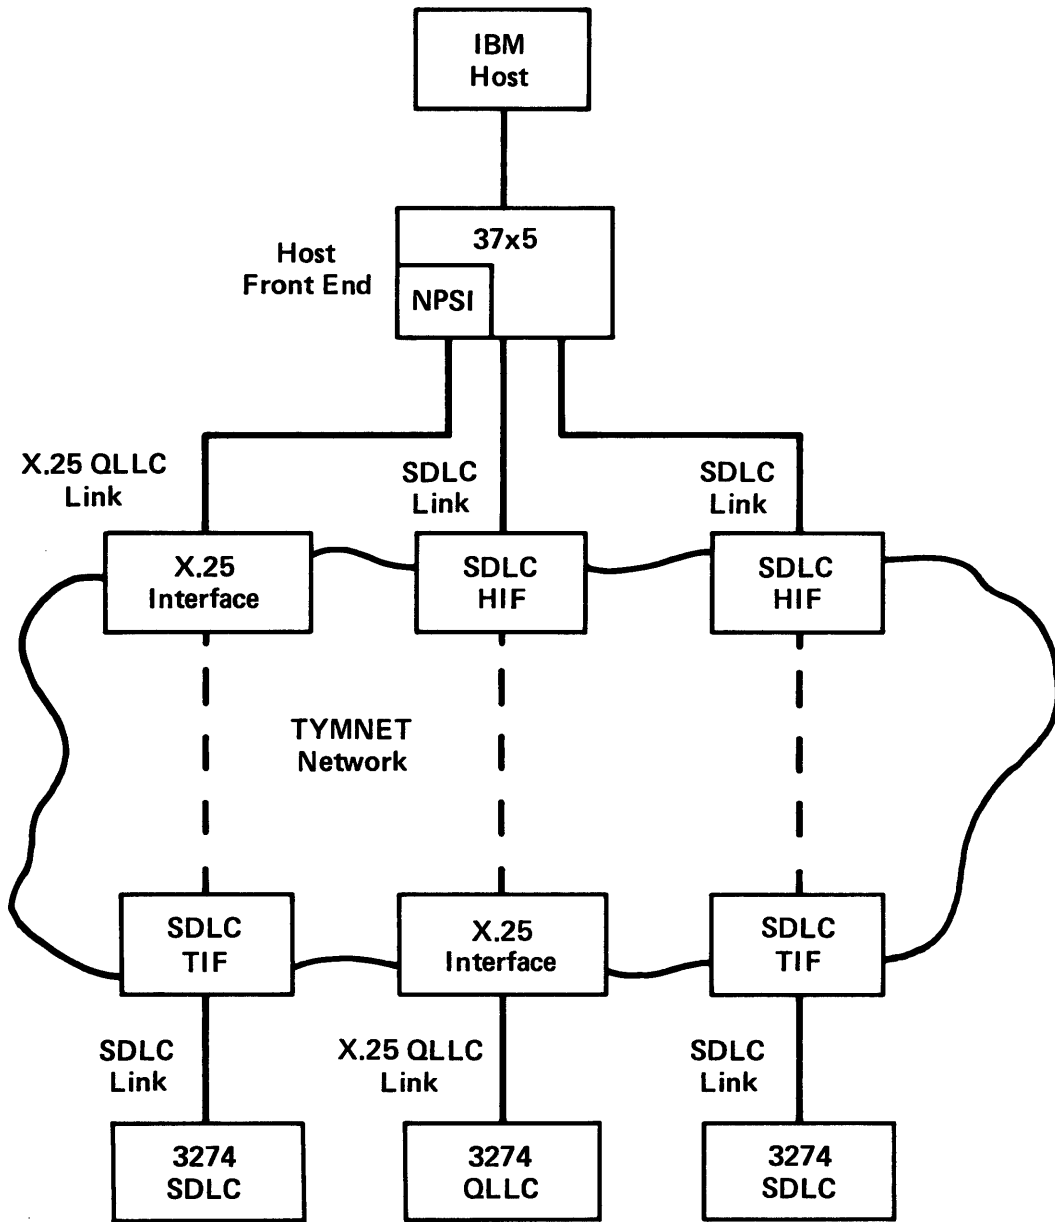 IBM
Host
37x5
Host
Front End
NPSI
X.25 QLLC
Link
SDLC
Link
SDLC
Link
X.25
Interface
SDLC
HIF
SDLC
HIF
TYMNET
Network
SDLC
TIF
X.25
Interface
SDLC
TIF
SDLC
Link
X.25 QLLC
Link
SDLC
Link
3274
SDLC
3274
QLLC
3274
SDLC